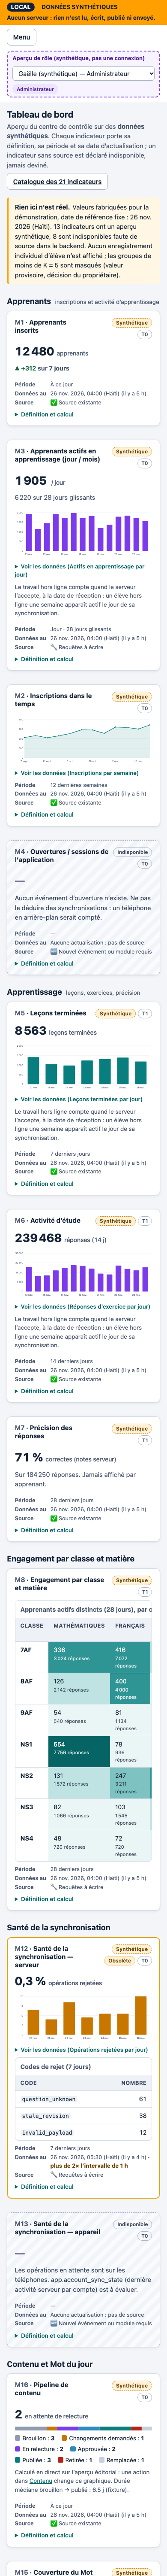 LOCAL DONNÉES SYNTHÉTIQUES
Aucun serveur : rien n'est lu, écrit, publié ni envoyé.
Menu
Aperçu de rôle (synthétique, pas une connexion)
Gaëlle (synthétique) — Administrateur
Administrateur
Tableau de bord
Aperçu du centre de contrôle sur des données
synthétiques. Chaque indicateur porte sa
définition, sa période et sa date d'actualisation ; un
indicateur sans source est déclaré indisponible,
jamais deviné.
Catalogue des 21 indicateurs
Rien ici n'est réel. Valeurs fabriquées pour la
démonstration, date de référence fixe : 26 nov.
2026 (Haïti). 13 indicateurs ont un aperçu
synthétique, 8 sont indisponibles faute de
source dans le backend. Aucun enregistrement
individuel d'élève n'est affiché ; les groupes de
moins de K = 5 sont masqués (valeur
provisoire, décision du propriétaire).
Apprenants inscriptions et activité d'apprentissage
M1 · Apprenants
inscrits
Synthétique
T0
12 480 apprenants
▲ +312 sur 7 jours
Période À ce jour
Données au 26 nov. 2026, 04:00 (Haïti) (il y a 5 h)
Source ✅ Source existante
▸ Définition et calcul
M3 · Apprenants actifs en
apprentissage (jour / mois)
Synthétique
T0
1 905 / jour
6 220 sur 28 jours glissants
▸ Voir les données (Actifs en apprentissage par
jour)
Le travail hors ligne compte quand le serveur
l'accepte, à la date de réception : un élève hors
ligne une semaine apparaît actif le jour de sa
synchronisation.
Période Jour · 28 jours glissants
Données au 26 nov. 2026, 04:00 (Haïti) (il y a 5 h)
Source 🔧 Requêtes à écrire
▸ Définition et calcul
M2 · Inscriptions dans le
temps
Synthétique
T0
▸ Voir les données (Inscriptions par semaine)
Période 12 dernières semaines
Données au 26 nov. 2026, 04:00 (Haïti) (il y a 5 h)
Source ✅ Source existante
▸ Définition et calcul
M4 · Ouvertures / sessions de
l'application
Indisponible
T0
—
Aucun événement d'ouverture n'existe. Ne pas
le déduire des synchronisations : un téléphone
en arrière-plan serait compté.
Période —
Données au Aucune actualisation : pas de source
Source 🆕 Nouvel événement ou module requis
▸ Définition et calcul
Apprentissage leçons, exercices, précision
M5 · Leçons terminées
Synthétique T1
8 563 leçons terminées
▸ Voir les données (Leçons terminées par jour)
Le travail hors ligne compte quand le serveur
l'accepte, à la date de réception : un élève hors
ligne une semaine apparaît actif le jour de sa
synchronisation.
Période 7 derniers jours
Données au 26 nov. 2026, 04:00 (Haïti) (il y a 5 h)
Source ✅ Source existante
▸ Définition et calcul
M6 · Activité d'étude
Synthétique T1
239 468 réponses (14 j)
▸ Voir les données (Réponses d'exercice par jour)
Le travail hors ligne compte quand le serveur
l'accepte, à la date de réception : un élève hors
ligne une semaine apparaît actif le jour de sa
synchronisation.
Période 14 derniers jours
Données au 26 nov. 2026, 04:00 (Haïti) (il y a 5 h)
Source ✅ Source existante
▸ Définition et calcul
M7 · Précision des
réponses
Synthétique
T1
71 % correctes (notes serveur)
Sur 184 250 réponses. Jamais affiché par
apprenant.
Période 28 derniers jours
Données au 26 nov. 2026, 04:00 (Haïti) (il y a 5 h)
Source ✅ Source existante
▸ Définition et calcul
Engagement par classe et matière
M8 · Engagement par classe
et matière
Synthétique
T1
Apprenants actifs distincts (28 jours), par c
CLASSE MATHÉMATIQUES FRANÇAIS
7AF 336 416
3 024 réponses 7 072
réponses
8AF 126 400
2 142 réponses 4 000
réponses
9AF 54 81
540 réponses 1 134
réponses
NS1 554 78
7 756 réponses 936
réponses
NS2 131 247
1 572 réponses 3 211
réponses
NS3 82 103
1 066 réponses 1 545
réponses
NS4 48 72
720 réponses 720
réponses
Période 28 derniers jours
Données au 26 nov. 2026, 04:00 (Haïti) (il y a 5 h)
Source 🔧 Requêtes à écrire
▸ Définition et calcul
Santé de la synchronisation
M12 · Santé de la
synchronisation —
serveur
Synthétique
Obsolète T0
0,3 % opérations rejetées
▸ Voir les données (Opérations rejetées par jour)
Codes de rejet (7 jours)
CODE NOMBRE
question_unknown 61
stale_revision 38
invalid_payload 12
Période 7 derniers jours
Données au 26 nov. 2026, 05:30 (Haïti) (il y a 4 h) ·
plus de 2× l'intervalle de 1 h
Source 🔧 Requêtes à écrire
▸ Définition et calcul
M13 · Santé de la
synchronisation — appareil
Indisponible
T0
—
Les opérations en attente sont sur les
téléphones. app.account_sync_state (dernière
activité serveur par compte) est à évaluer.
Période —
Données au Aucune actualisation : pas de source
Source 🆕 Nouvel événement ou module requis
▸ Définition et calcul
Contenu et Mot du jour
M16 · Pipeline de
contenu
Synthétique
T0
2 en attente de relecture
Brouillon : 3 Changements demandés : 1
En relecture : 2 Approuvée : 2
Publiée : 3 Retirée : 1 Remplacée : 1
Calculé en direct sur l'aperçu éditorial : une action
dans Contenu change ce graphique. Durée
médiane brouillon → publié : 6.5 j (fixture).
Période À ce jour
Données au 26 nov. 2026, 04:00 (Haïti) (il y a 5 h)
Source ✅ Source existante
▸ Définition et calcul
M15 · Couverture du Mot
Synthétique